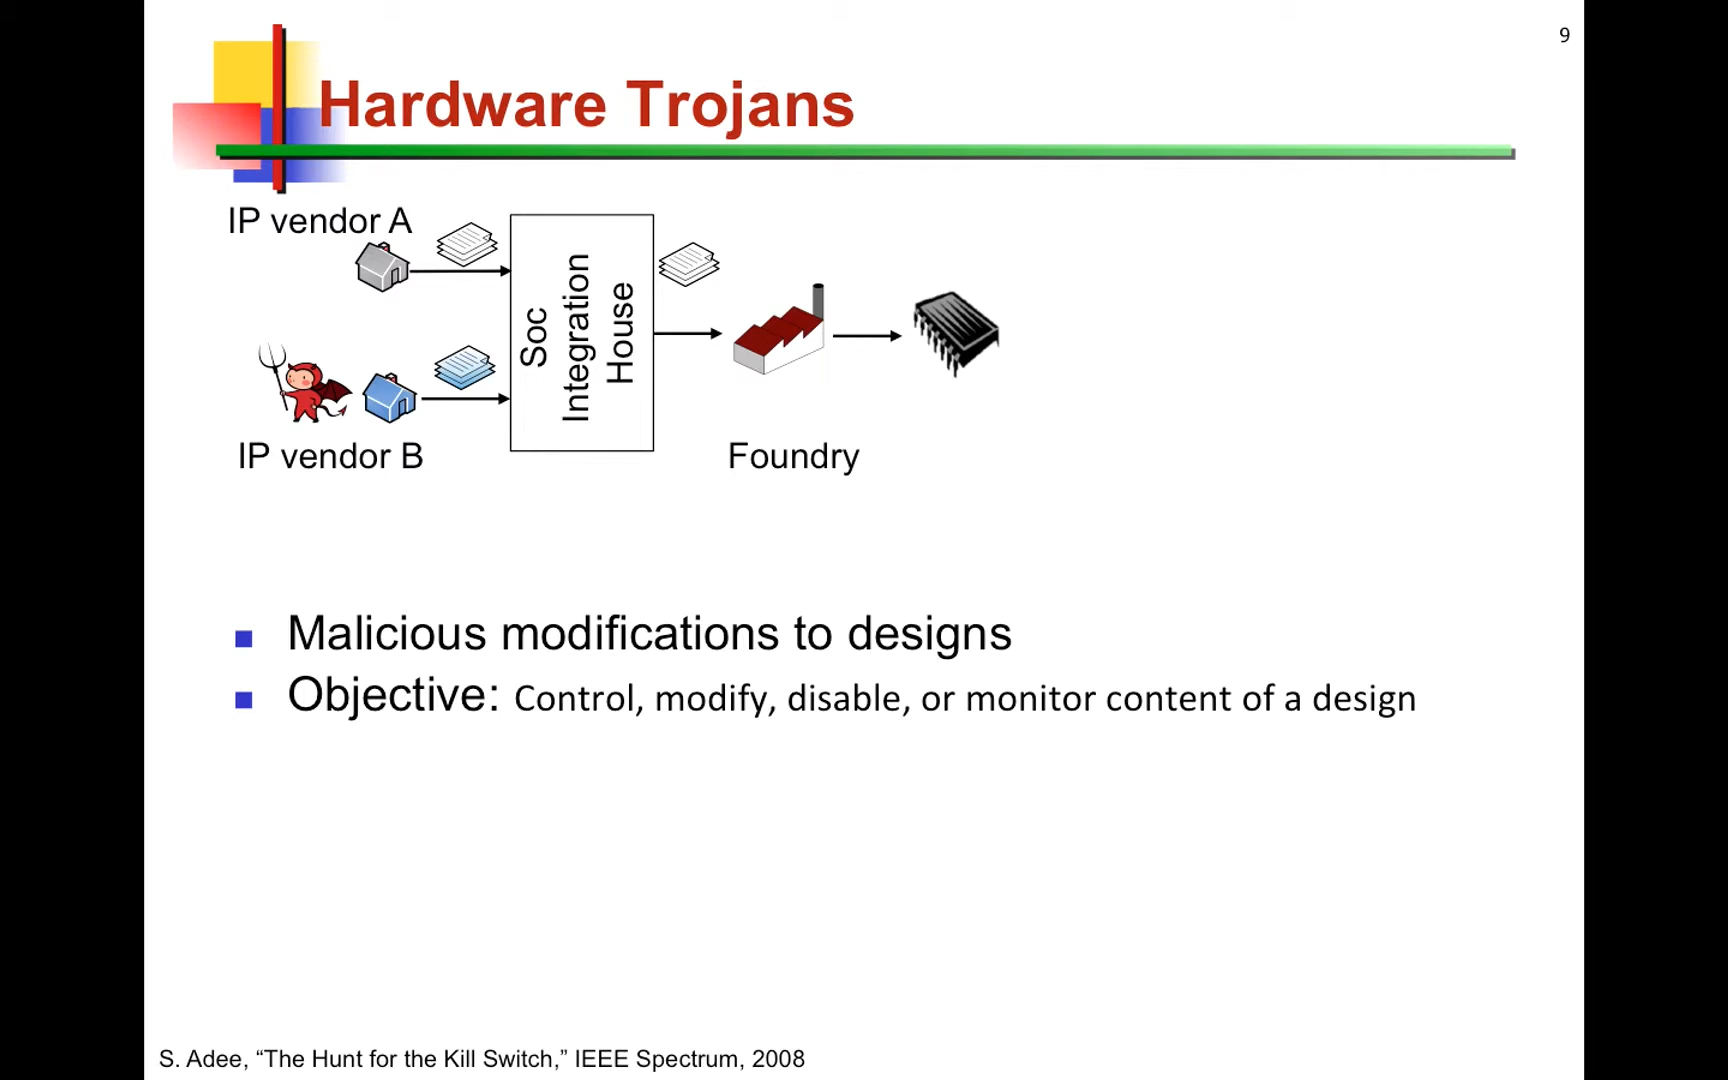 9
Hardware Trojans
IP vendor A
Soc
Integration
House
IP vendor B
Foundry
Malicious modifications to designs
Objective: Control, modify, disable, or monitor content of a design
S. Adee, “The Hunt for the Kill Switch,” IEEE Spectrum, 2008